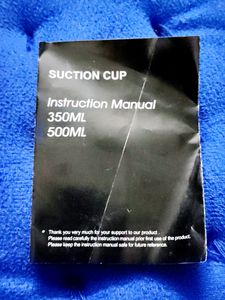 SUCTION CUP
Instruction Manual
350ML
500ML
* Thank you very much for your support to our product .
Please read carefully the instruction manual prior first use of the product.
Please keep the instruction manual safe for future reference.